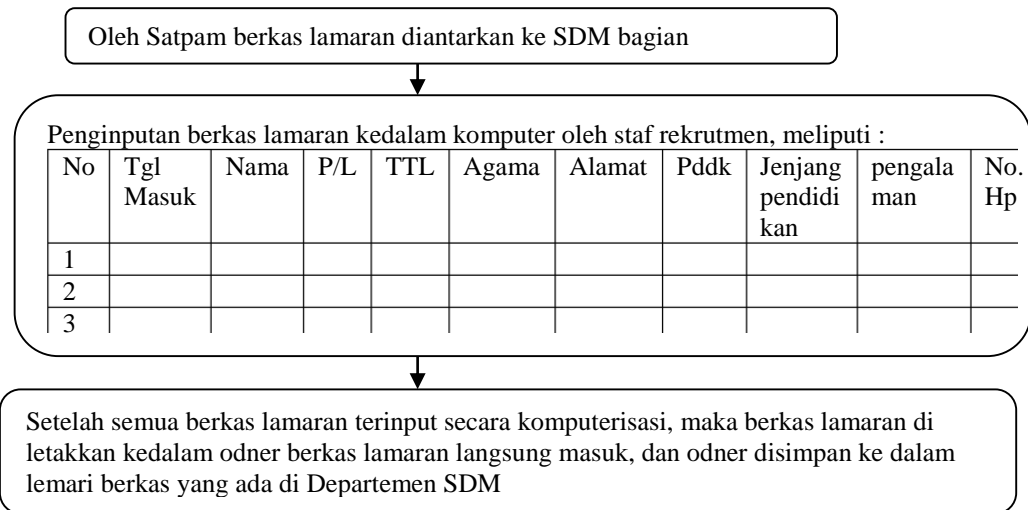 Oleh Satpam berkas lamaran diantarkan ke SDM bagian
Penginputan berkas lamaran kedalam komputer oleh staf rekrutmen, meliputi :
No Tgl Masuk Nama P/L TTL Agama Alamat Pddk Jenjang pendidi kan pengala man No. Hp
1
2
3
Setelah semua berkas lamaran terinput secara komputerisasi, maka berkas lamaran di
letakkan kedalam odner berkas lamaran langsung masuk, dan odner disimpan ke dalam
lemari berkas yang ada di Departemen SDM